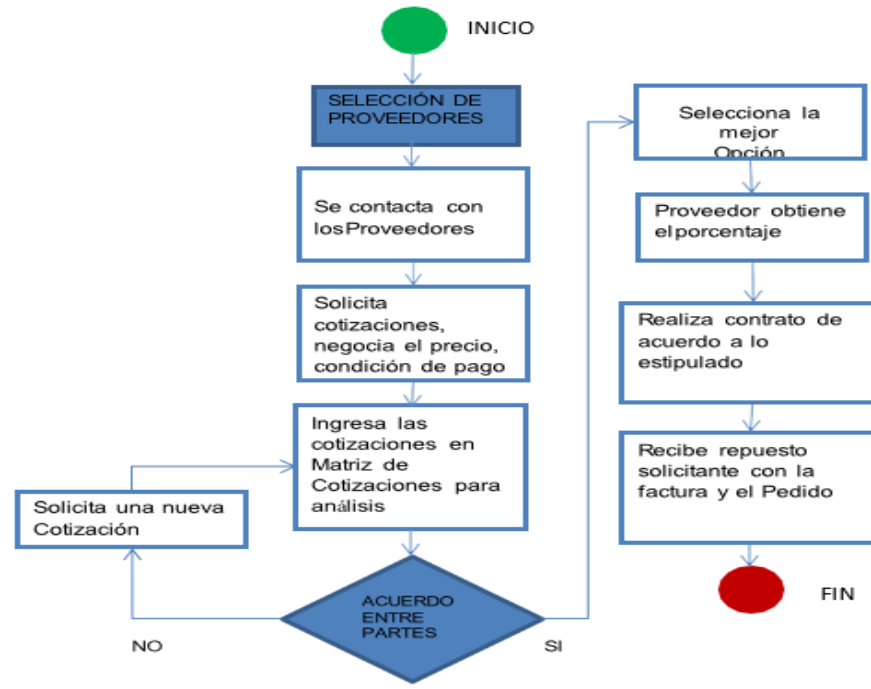 INICIO
SELECCIÓN DE
PROVEEDORES
Se contacta con
losProveedores
Solicita
cotizaciones,
negocia el precio,
condición de pago
Ingresa las
cotizaciones en
Matriz de
Cotizaciones para
análisis
Solicita una nueva
Cotización
ACUERDO
ENTRE
PARTES
NO
SI
Selecciona la
mejor
Opción
Proveedor obtiene
elporcentaje
Realiza contrato de
acuerdo a lo
estipulado
Recibe repuesto
solicitante con la
factura y el Pedido
FIN